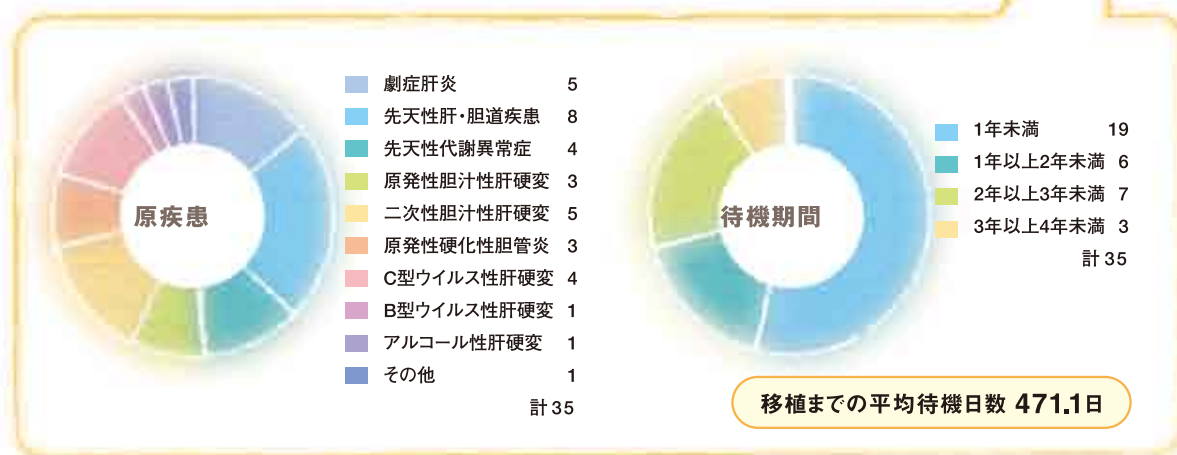 原疾患
劇症肝炎 5
先天性肝・胆道疾患 8
先天性代謝異常症 4
原発性胆汁性肝硬変 3
二次性胆汁性肝硬変 5
原発性硬化性胆管炎 3
C型ウイルス性肝硬変 4
B型ウイルス性肝硬変 1
アルコール性肝硬変 1
その他 1
計35
待機期間
1年未満 19
1年以上2年未満 6
2年以上3年未満 7
3年以上4年未満 3
計35
移植までの平均待機日数 471.1日